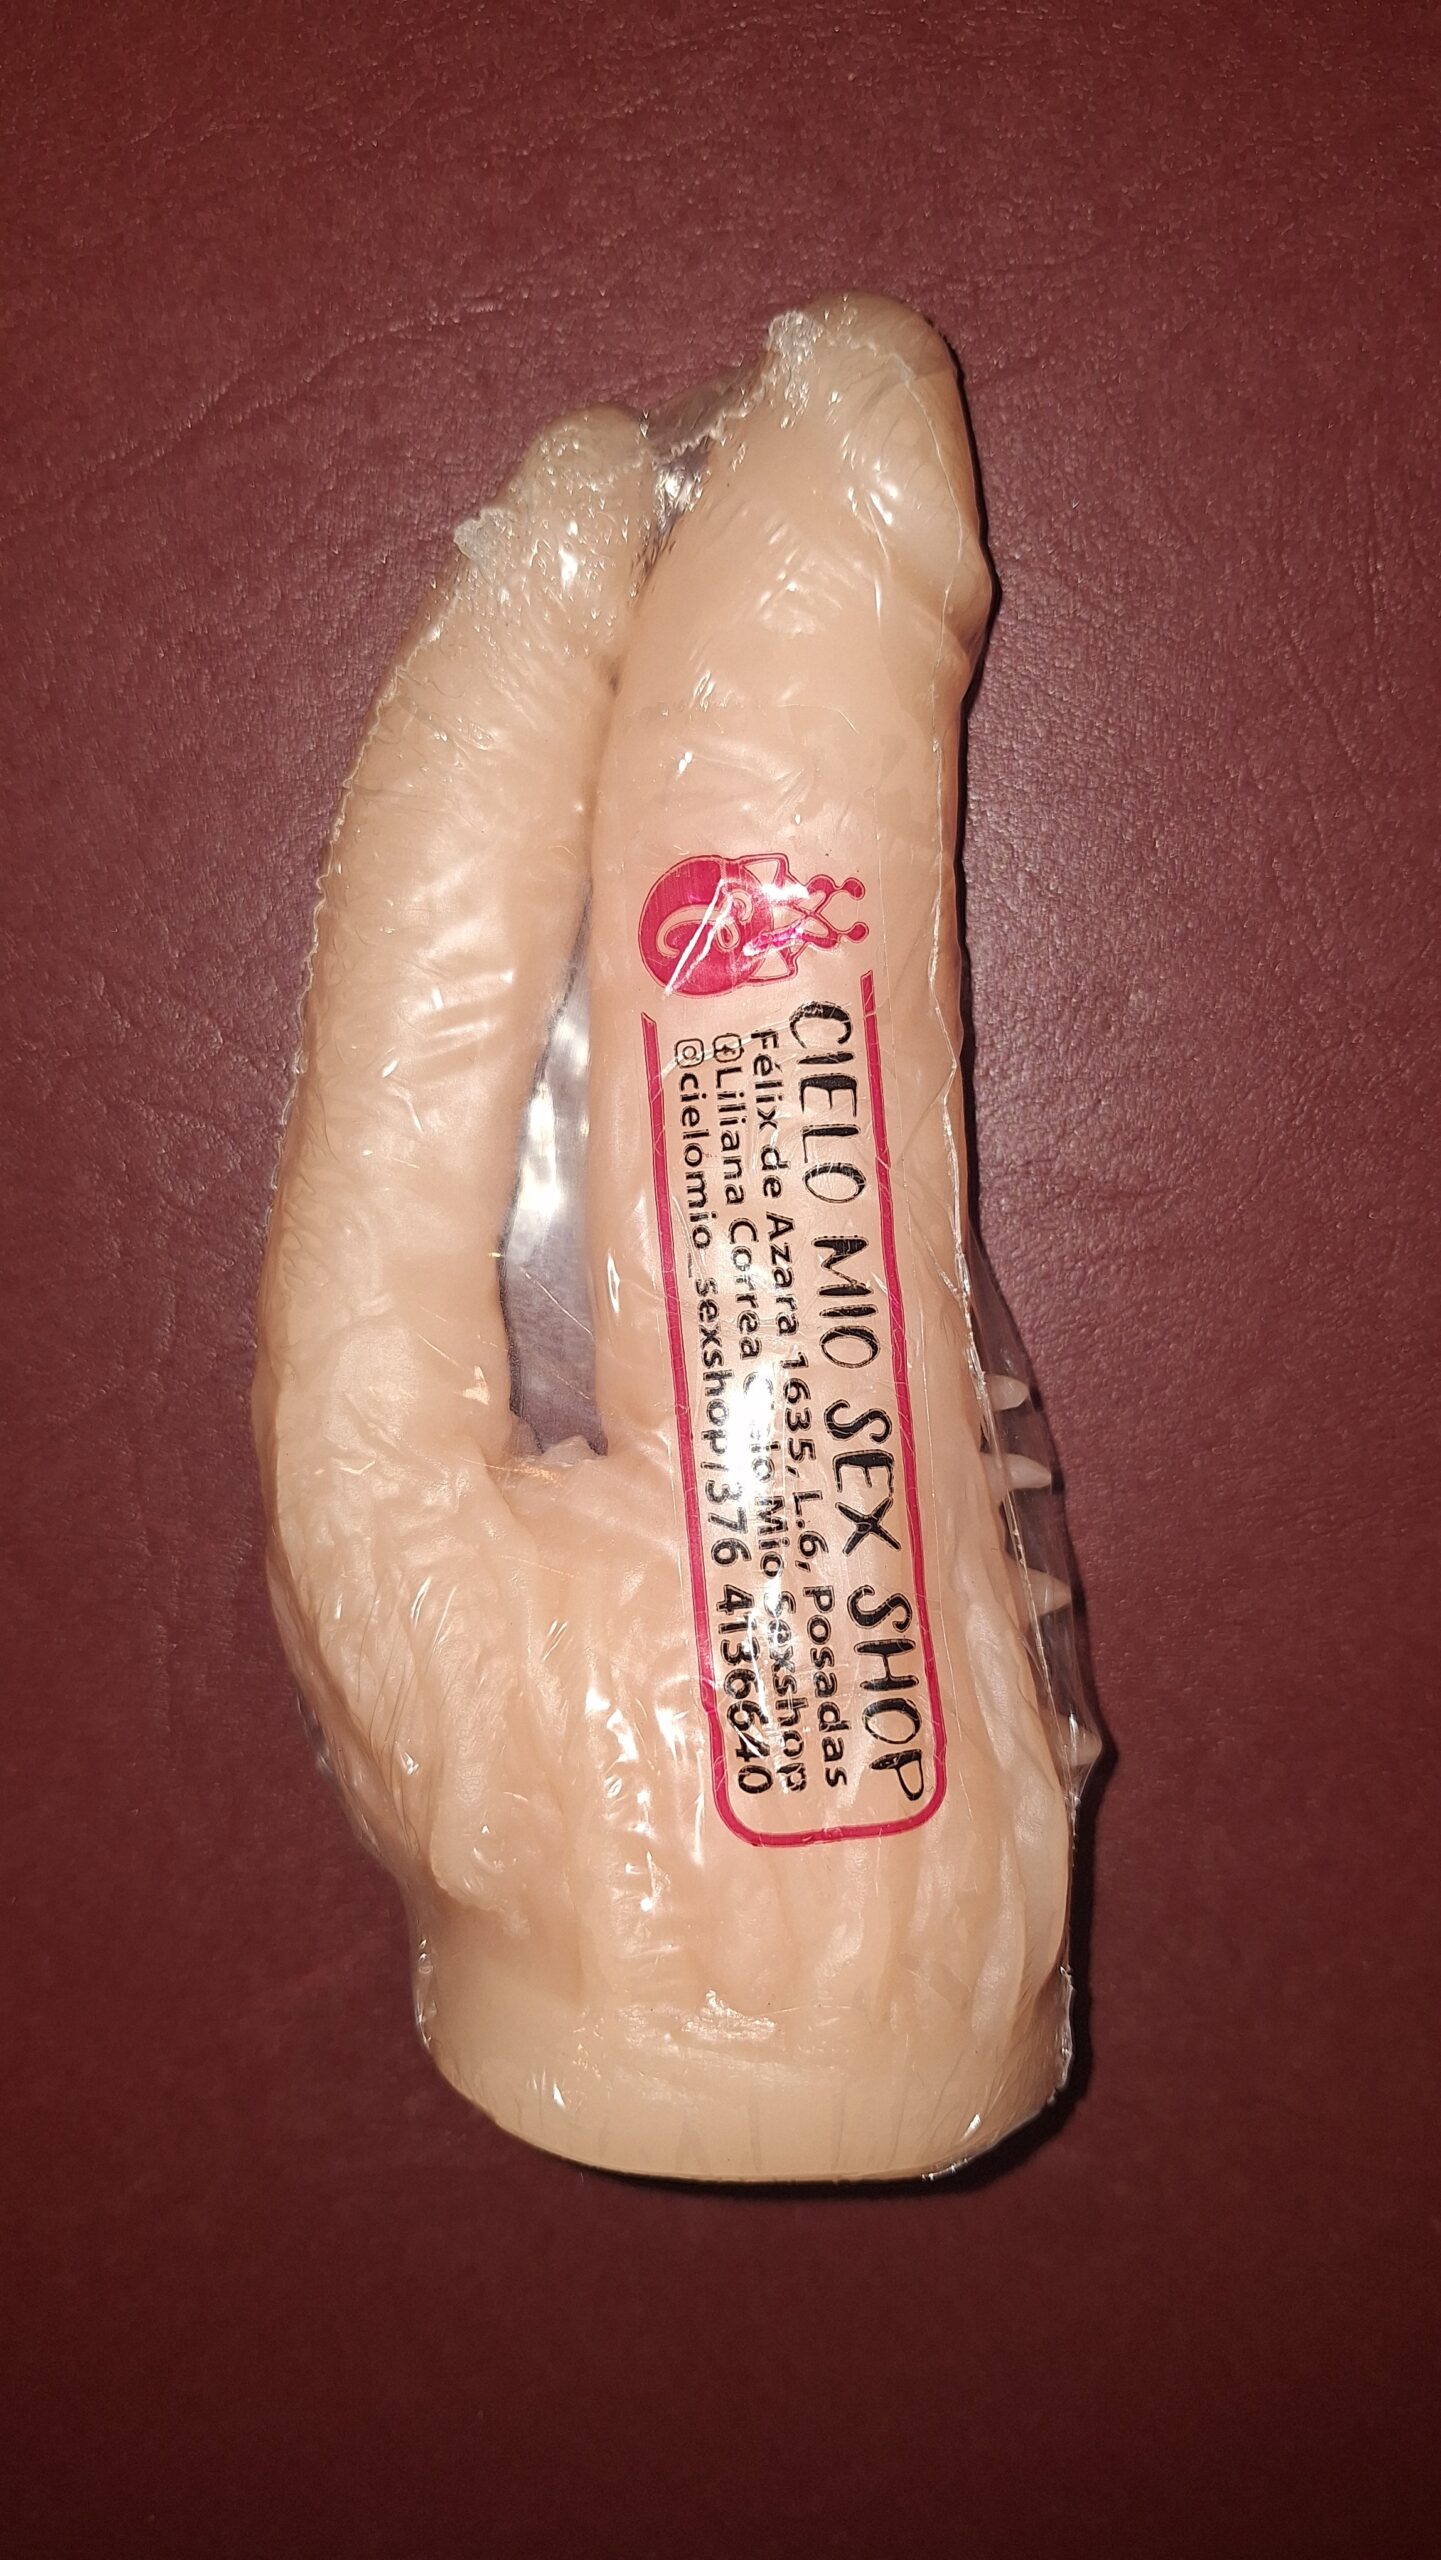 CIELO MIO SEX SHOP
Félix de Azara 1635, L.6, Posadas
Liliana Correa Cielo Mio Sexshop
cielomio_sexshop / 376 4136640